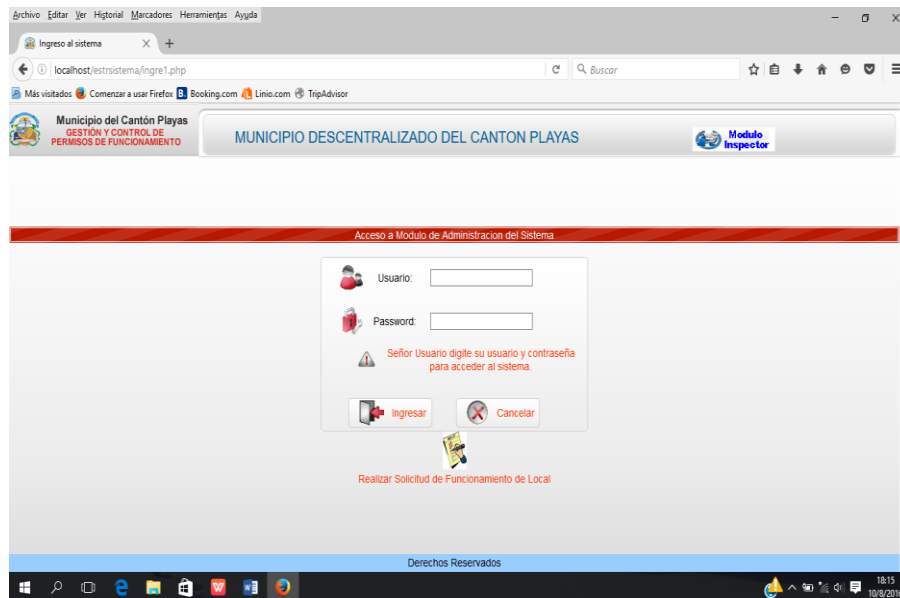 Archivo Editar Ver Historial Marcadores Herramientas Ayuda
Ingreso al sistema
localhost/estrsistema/ingre1.php
Buscar
Más visitados Comenzar a usar Firefox B. Booking.com Linio.com TripAdvisor
Municipio del Cantón Playas
GESTIÓN Y CONTROL DE
PERMISOS DE FUNCIONAMIENTO
MUNICIPIO DESCENTRALIZADO DEL CANTON PLAYAS
Modulo
Inspector
Acceso a Modulo de Administracion del Sistema
Usuario:
Password:
Señor Usuario digite su usuario y contraseña
para acceder al sistema.
Ingresar
Cancelar
Realizar Solicitud de Funcionamiento de Local
Derechos Reservados
18:15
10/8/201